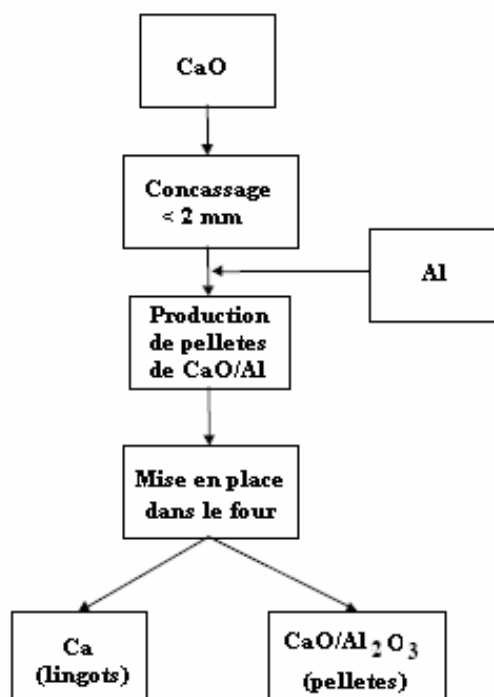 CaO
Concassage
< 2 mm
Al
Production
de pelletes
de CaO/Al
Mise en place
dans le four
Ca
(lingots)
CaO/Al₂O₃
(pelletes)